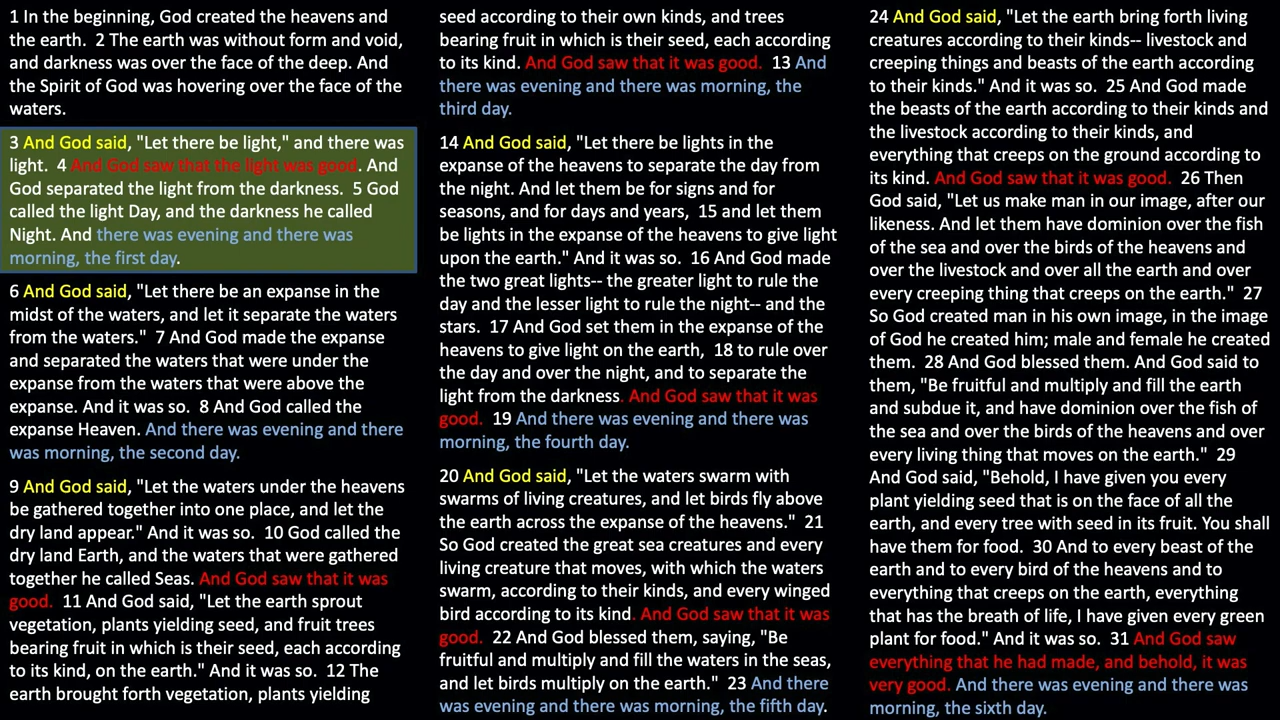 1 In the beginning, God created the heavens and
the earth.  2 The earth was without form and void,
and darkness was over the face of the deep. And
the Spirit of God was hovering over the face of the
waters.
3 And God said, "Let there be light," and there was
light.  4 And God saw that the light was good. And
God separated the light from the darkness.  5 God
called the light Day, and the darkness he called
Night. And there was evening and there was
morning, the first day.
6 And God said, "Let there be an expanse in the
midst of the waters, and let it separate the waters
from the waters."  7 And God made the expanse
and separated the waters that were under the
expanse from the waters that were above the
expanse. And it was so.  8 And God called the
expanse Heaven. And there was evening and there
was morning, the second day.
9 And God said, "Let the waters under the heavens
be gathered together into one place, and let the
dry land appear." And it was so.  10 God called the
dry land Earth, and the waters that were gathered
together he called Seas. And God saw that it was
good.  11 And God said, "Let the earth sprout
vegetation, plants yielding seed, and fruit trees
bearing fruit in which is their seed, each according
to its kind, on the earth." And it was so.  12 The
earth brought forth vegetation, plants yielding
seed according to their own kinds, and trees
bearing fruit in which is their seed, each according
to its kind. And God saw that it was good.  13 And
there was evening and there was morning, the
third day.
14 And God said, "Let there be lights in the
expanse of the heavens to separate the day from
the night. And let them be for signs and for
seasons, and for days and years,  15 and let them
be lights in the expanse of the heavens to give light
upon the earth." And it was so.  16 And God made
the two great lights-- the greater light to rule the
day and the lesser light to rule the night-- and the
stars.  17 And God set them in the expanse of the
heavens to give light on the earth,  18 to rule over
the day and over the night, and to separate the
light from the darkness. And God saw that it was
good.  19 And there was evening and there was
morning, the fourth day.
20 And God said, "Let the waters swarm with
swarms of living creatures, and let birds fly above
the earth across the expanse of the heavens."  21
So God created the great sea creatures and every
living creature that moves, with which the waters
swarm, according to their kinds, and every winged
bird according to its kind. And God saw that it was
good.  22 And God blessed them, saying, "Be
fruitful and multiply and fill the waters in the seas,
and let birds multiply on the earth."  23 And there
was evening and there was morning, the fifth day.
24 And God said, "Let the earth bring forth living
creatures according to their kinds-- livestock and
creeping things and beasts of the earth according
to their kinds." And it was so.  25 And God made
the beasts of the earth according to their kinds and
the livestock according to their kinds, and
everything that creeps on the ground according to
its kind. And God saw that it was good.  26 Then
God said, "Let us make man in our image, after our
likeness. And let them have dominion over the fish
of the sea and over the birds of the heavens and
over the livestock and over all the earth and over
every creeping thing that creeps on the earth."  27
So God created man in his own image, in the image
of God he created him; male and female he created
them.  28 And God blessed them. And God said to
them, "Be fruitful and multiply and fill the earth
and subdue it, and have dominion over the fish of
the sea and over the birds of the heavens and over
every living thing that moves on the earth."  29
And God said, "Behold, I have given you every
plant yielding seed that is on the face of all the
earth, and every tree with seed in its fruit. You shall
have them for food.  30 And to every beast of the
earth and to every bird of the heavens and to
everything that creeps on the earth, everything
that has the breath of life, I have given every green
plant for food." And it was so.  31 And God saw
everything that he had made, and behold, it was
very good. And there was evening and there was
morning, the sixth day.